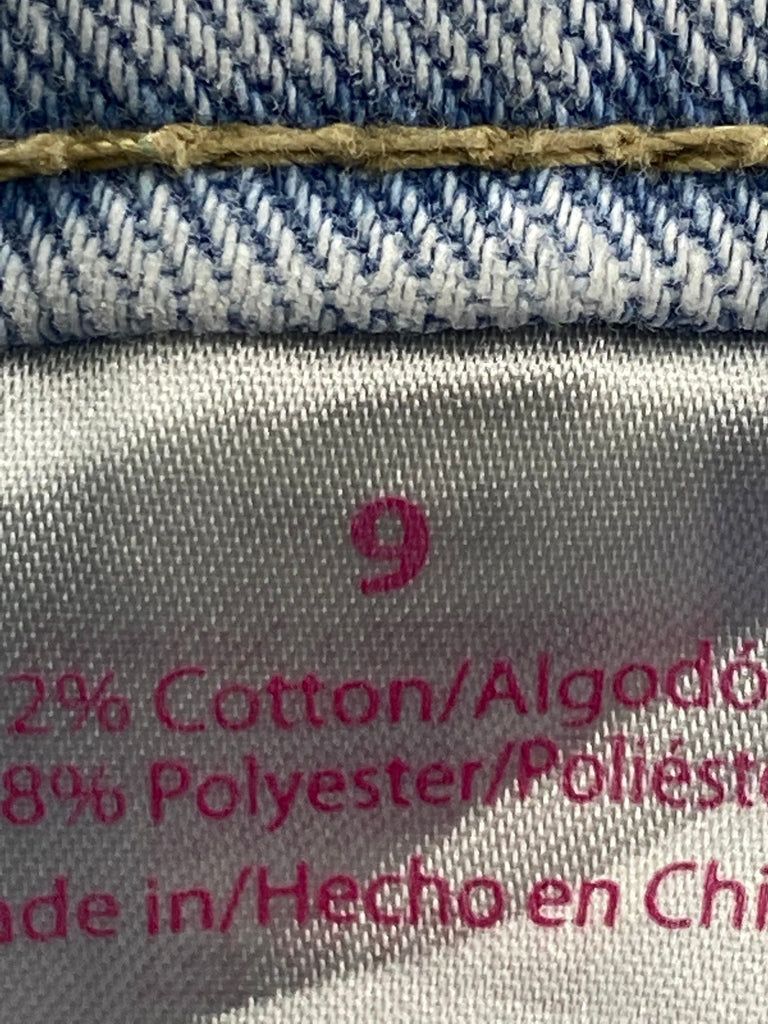 9
2% Cotton/Algodó
8% Polyester/Poliéste
ade in/Hecho en Chi